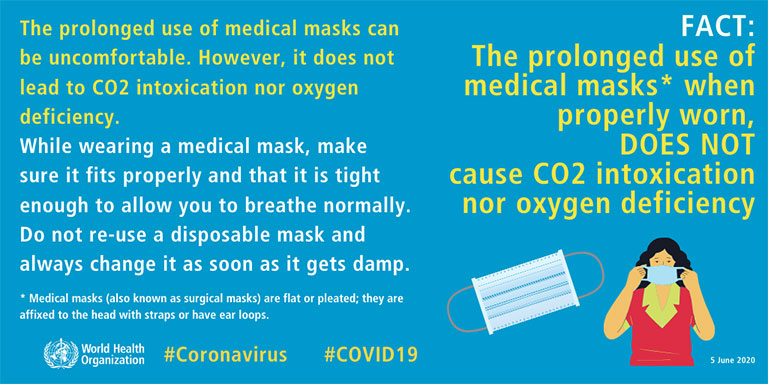 The prolonged use of medical masks can
be uncomfortable. However, it does not
lead to CO2 intoxication nor oxygen
deficiency.
While wearing a medical mask, make
sure it fits properly and that it is tight
enough to allow you to breathe normally.
Do not re-use a disposable mask and
always change it as soon as it gets damp.
* Medical masks (also known as surgical masks) are flat or pleated; they are
affixed to the head with straps or have ear loops.
World Health
Organization
#Coronavirus #COVID19
FACT:
The prolonged use of
medical masks* when
properly worn,
DOES NOT
cause CO2 intoxication
nor oxygen deficiency
5 June 2020